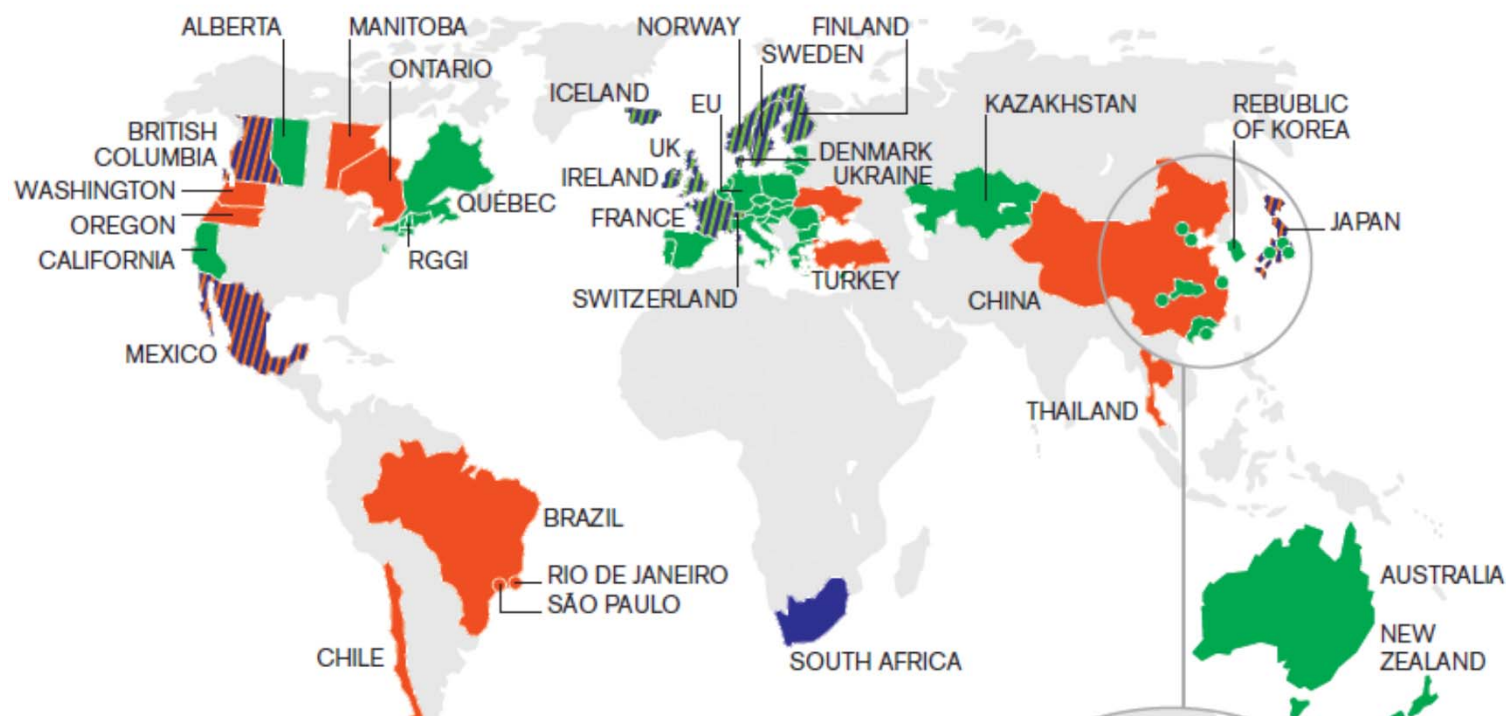 ALBERTA
MANITOBA
ONTARIO
BRITISH
COLUMBIA
WASHINGTON
OREGON
CALIFORNIA
QUÉBEC
RGGI
MEXICO
NORWAY
FINLAND
SWEDEN
ICELAND
EU
UK
IRELAND
FRANCE
DENMARK
UKRAINE
SWITZERLAND
TURKEY
KAZAKHSTAN
REBUBLIC
OF KOREA
JAPAN
CHINA
THAILAND
BRAZIL
RIO DE JANEIRO
SÃO PAULO
CHILE
SOUTH AFRICA
AUSTRALIA
NEW
ZEALAND